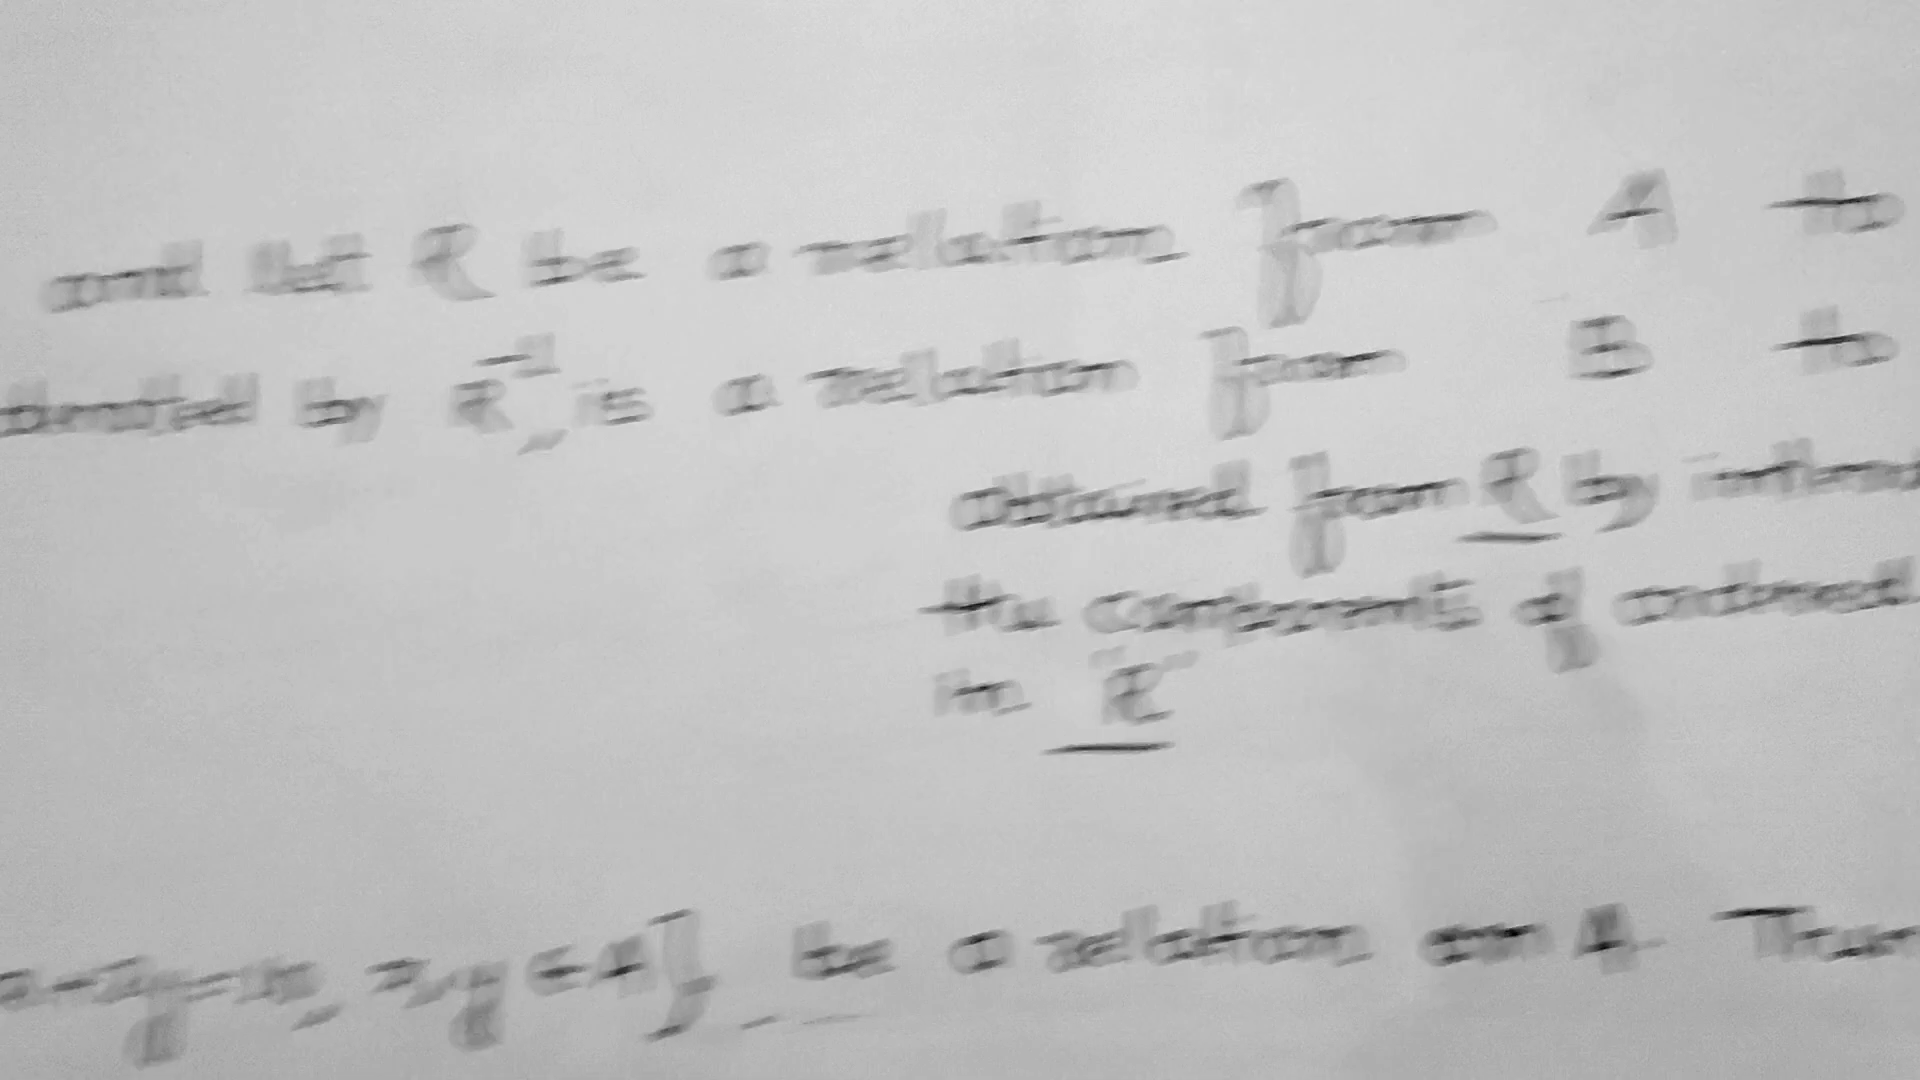 and let R be a relation from A to
denoted by R⁻¹, is a relation from B to
obtained from R by
the components of ordered
in "R"
x, y ∈ A}, be a relation on A. Then